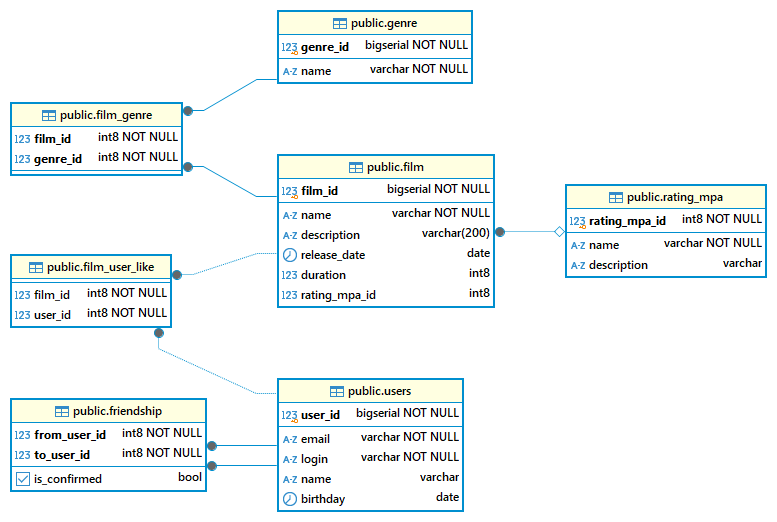 public.genre
123 genre_id bigserial NOT NULL
A-Z name varchar NOT NULL
public.film_genre
123 film_id int8 NOT NULL
123 genre_id int8 NOT NULL
public.film
123 film_id bigserial NOT NULL
A-Z name varchar NOT NULL
A-Z description varchar(200)
release_date date
123 duration int8
123 rating_mpa_id int8
public.rating_mpa
123 rating_mpa_id int8 NOT NULL
A-Z name varchar NOT NULL
A-Z description varchar
public.film_user_like
123 film_id int8 NOT NULL
123 user_id int8 NOT NULL
public.friendship
123 from_user_id int8 NOT NULL
123 to_user_id int8 NOT NULL
is_confirmed bool
public.users
123 user_id bigserial NOT NULL
A-Z email varchar NOT NULL
A-Z login varchar NOT NULL
A-Z name varchar
birthday date